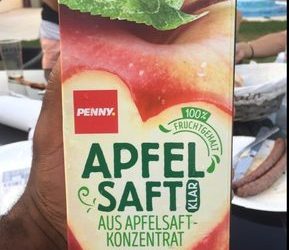 PENNY.
100%
FRUCHTGEHALT
APFEL
SAFT
KLAR
AUS APFELSAFT-
KONZENTRAT